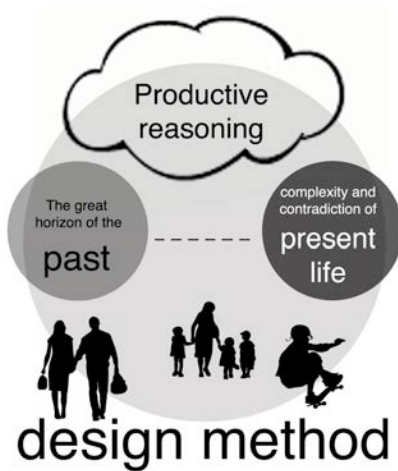 Productive
reasoning
The great
horizon of the
past
complexity and
contradiction of
present
life
design method